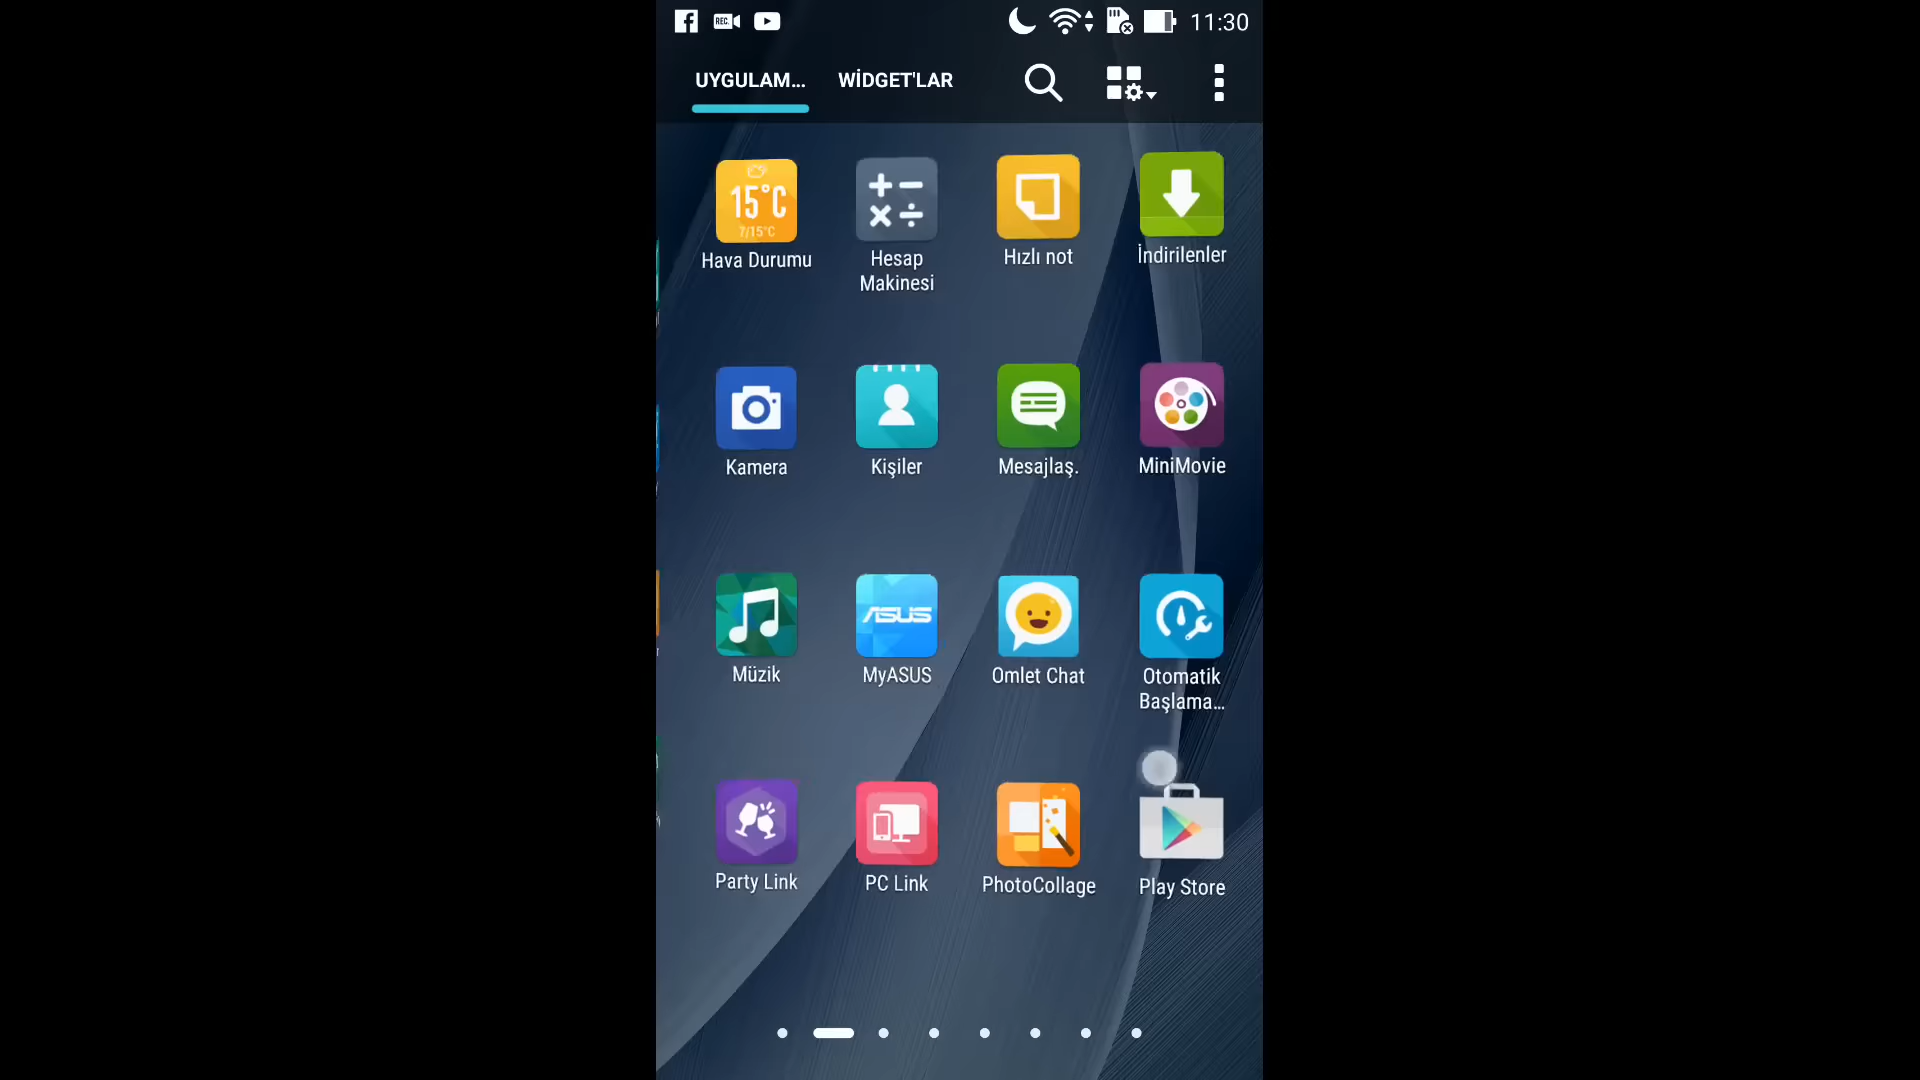 REC.
11:30
UYGULAM...
WİDGET'LAR
15°C
7/15°C
Hava Durumu
Hesap
Makinesi
Hızlı not
İndirilenler
Kamera
Kişiler
Mesajlaş.
MiniMovie
Müzik
ASUS
MyASUS
Omlet Chat
Otomatik
Başlama...
Party Link
PC Link
PhotoCollage
Play Store